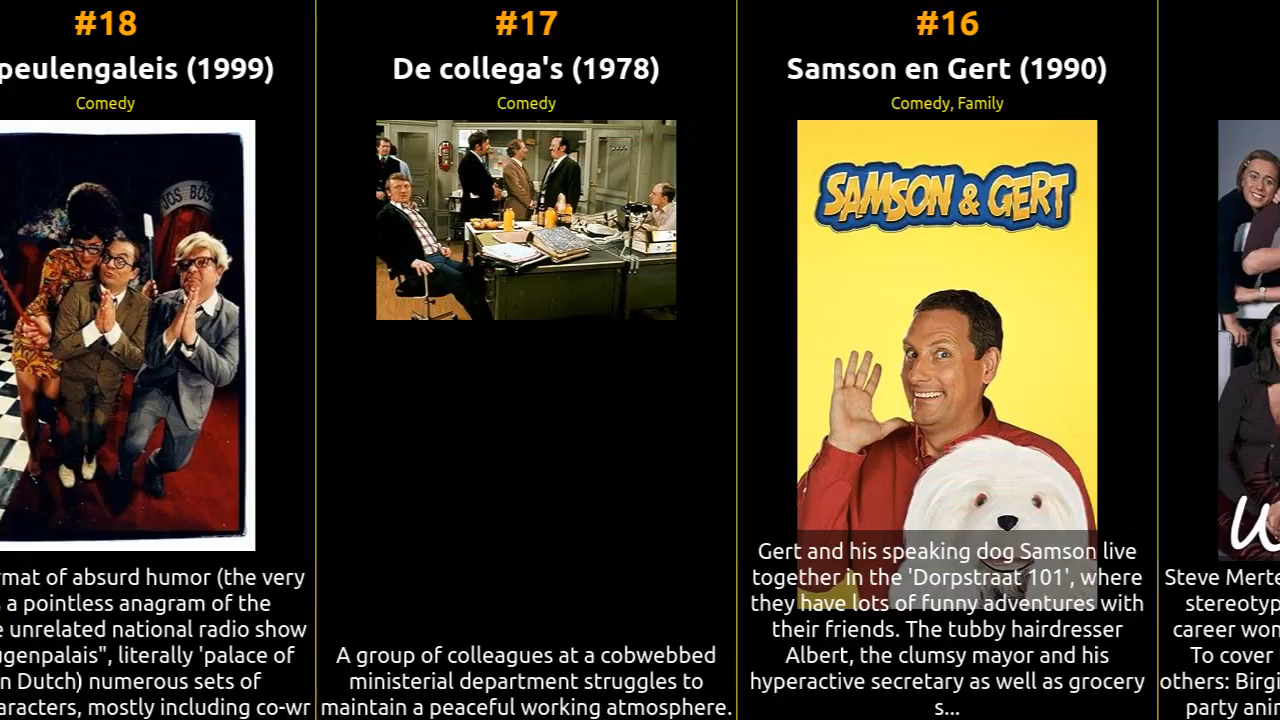 #18
peulengaleis (1999)
Comedy
JOS BOS
rmat of absurd humor (the very
a pointless anagram of the
e unrelated national radio show
ugenpalais", literally 'palace of
n Dutch) numerous sets of
aracters, mostly including co-wr
#17
De collega's (1978)
Comedy
A group of colleagues at a cobwebbed
ministerial department struggles to
maintain a peaceful working atmosphere.
#16
Samson en Gert (1990)
Comedy, Family
SAMSON & GERT
Gert and his speaking dog Samson live
together in the 'Dorpstraat 101', where
they have lots of funny adventures with
their friends. The tubby hairdresser
Albert, the clumsy mayor and his
hyperactive secretary as well as grocery
s...
W
Steve Merte
stereotyp
career won
To cover
others: Birgi
party anir